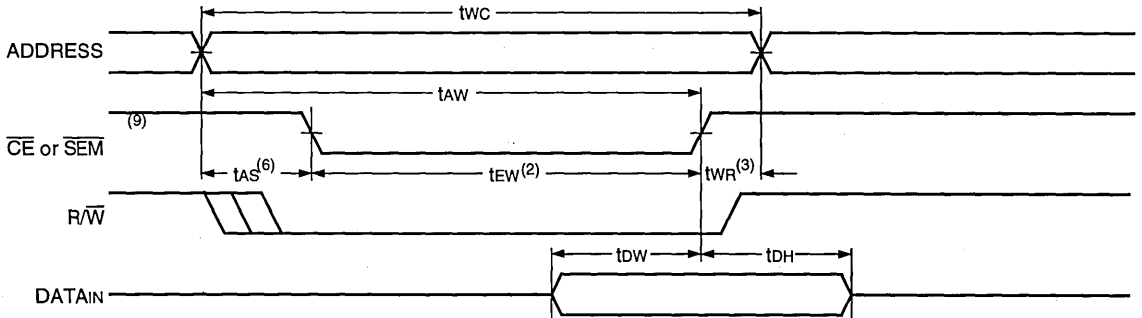 tWC
ADDRESS
tAW
(9)
CE or SEM
tAS(6)
tEW(2)
tWR(3)
R/W
tDW
tDH
DATAIN